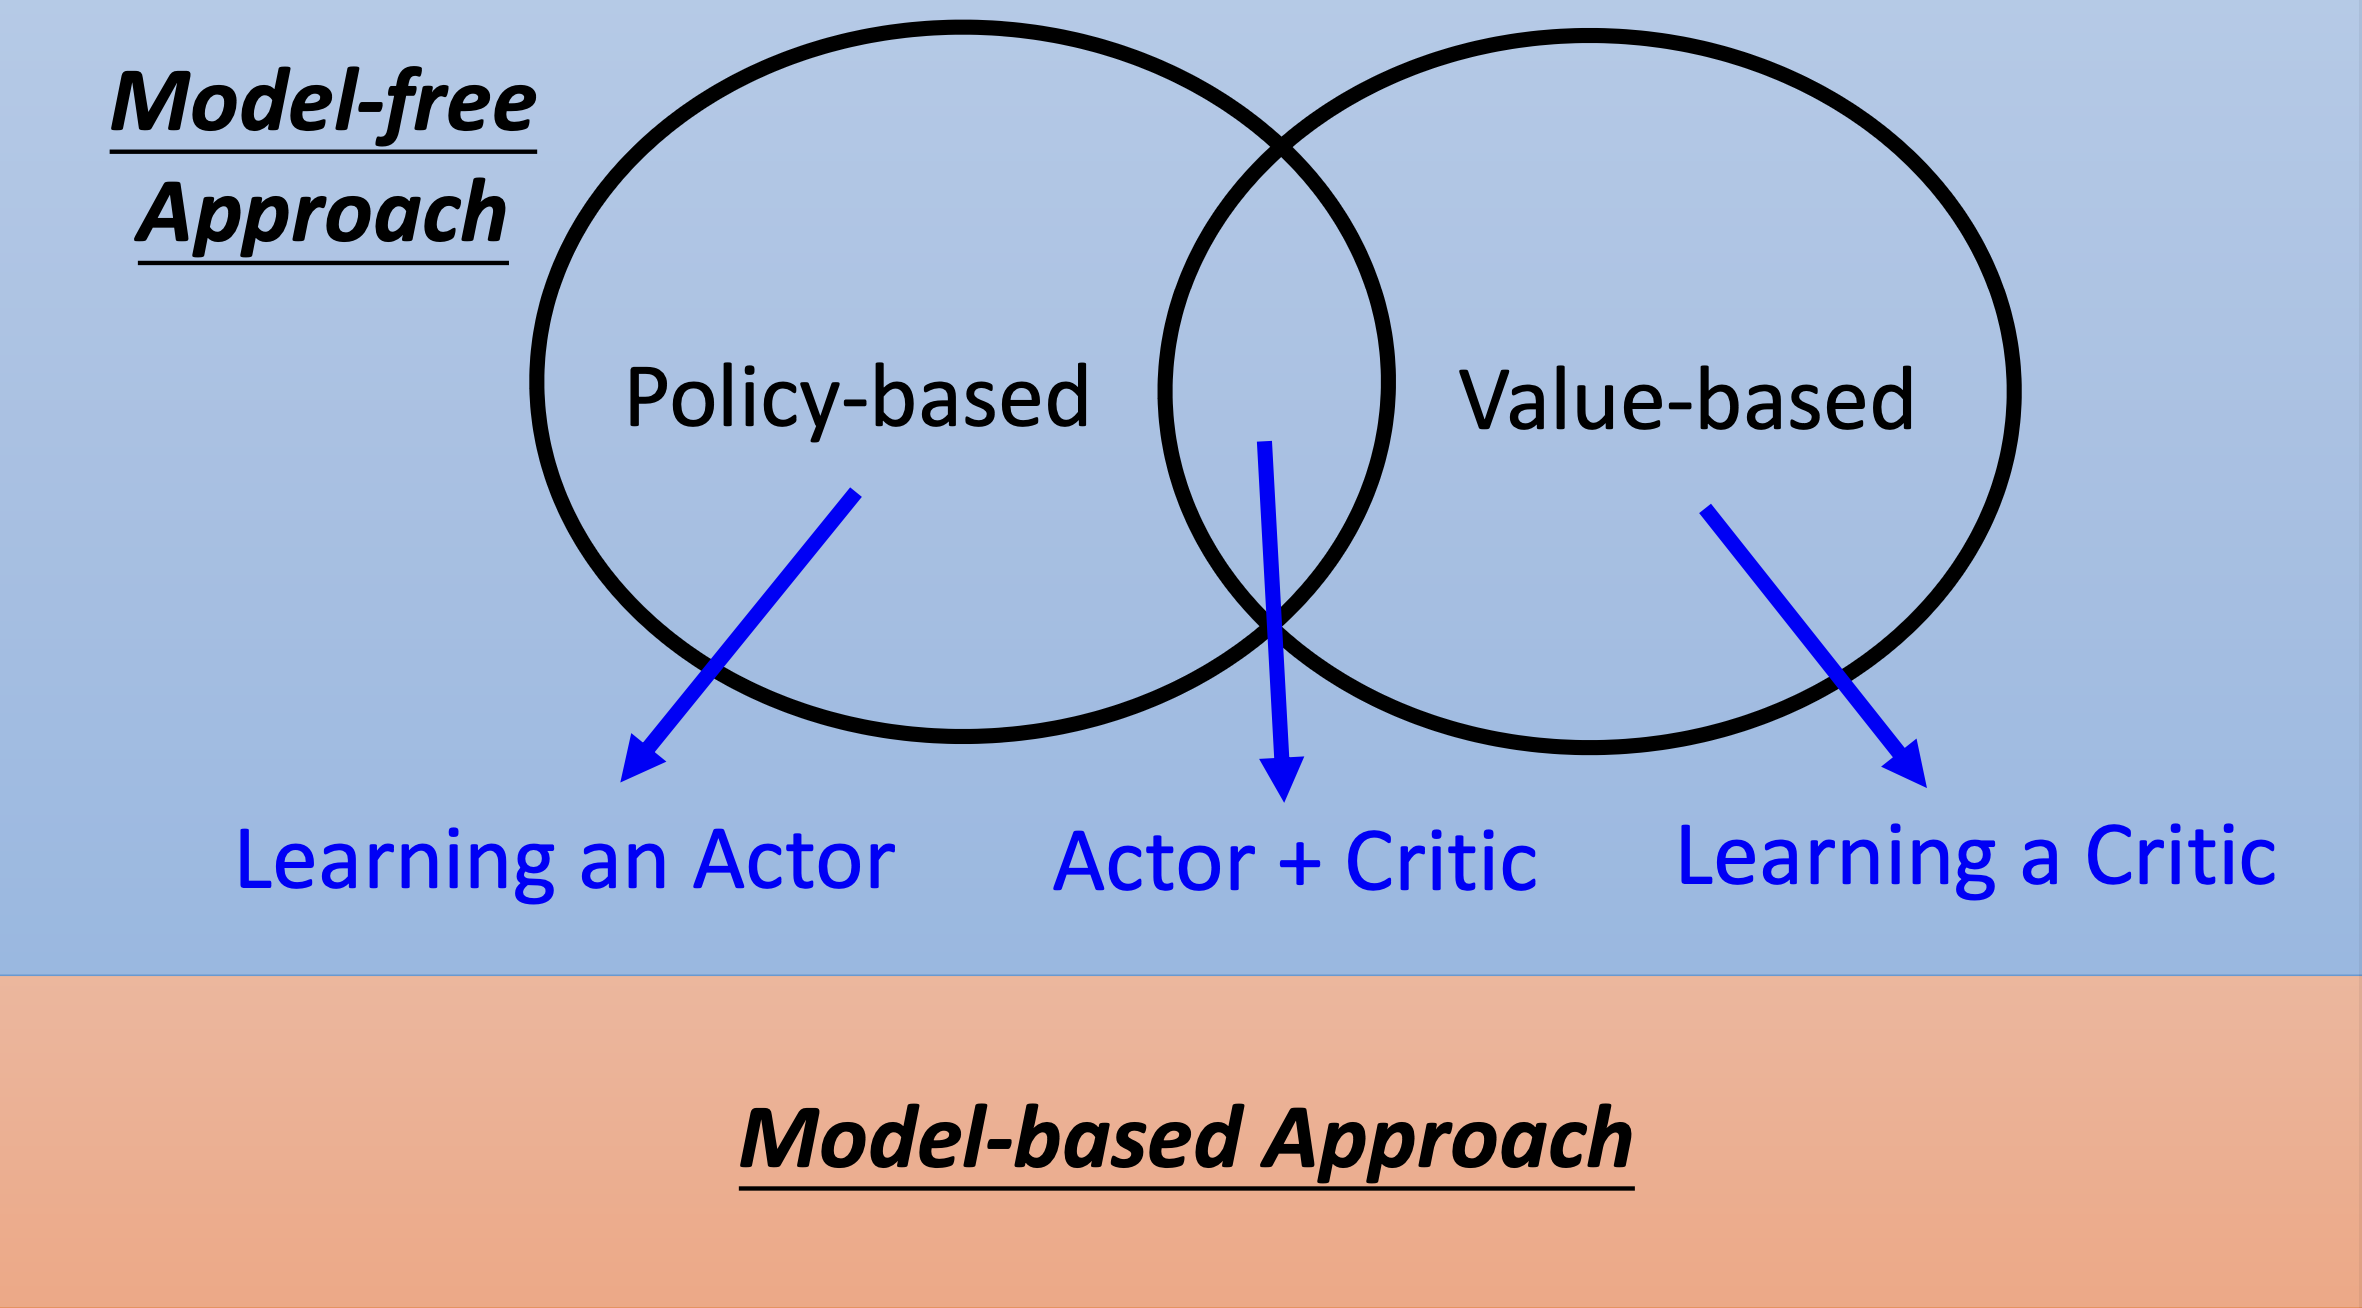 Model-free
Approach
Policy-based
Value-based
Learning an Actor
Actor + Critic
Learning a Critic
Model-based Approach